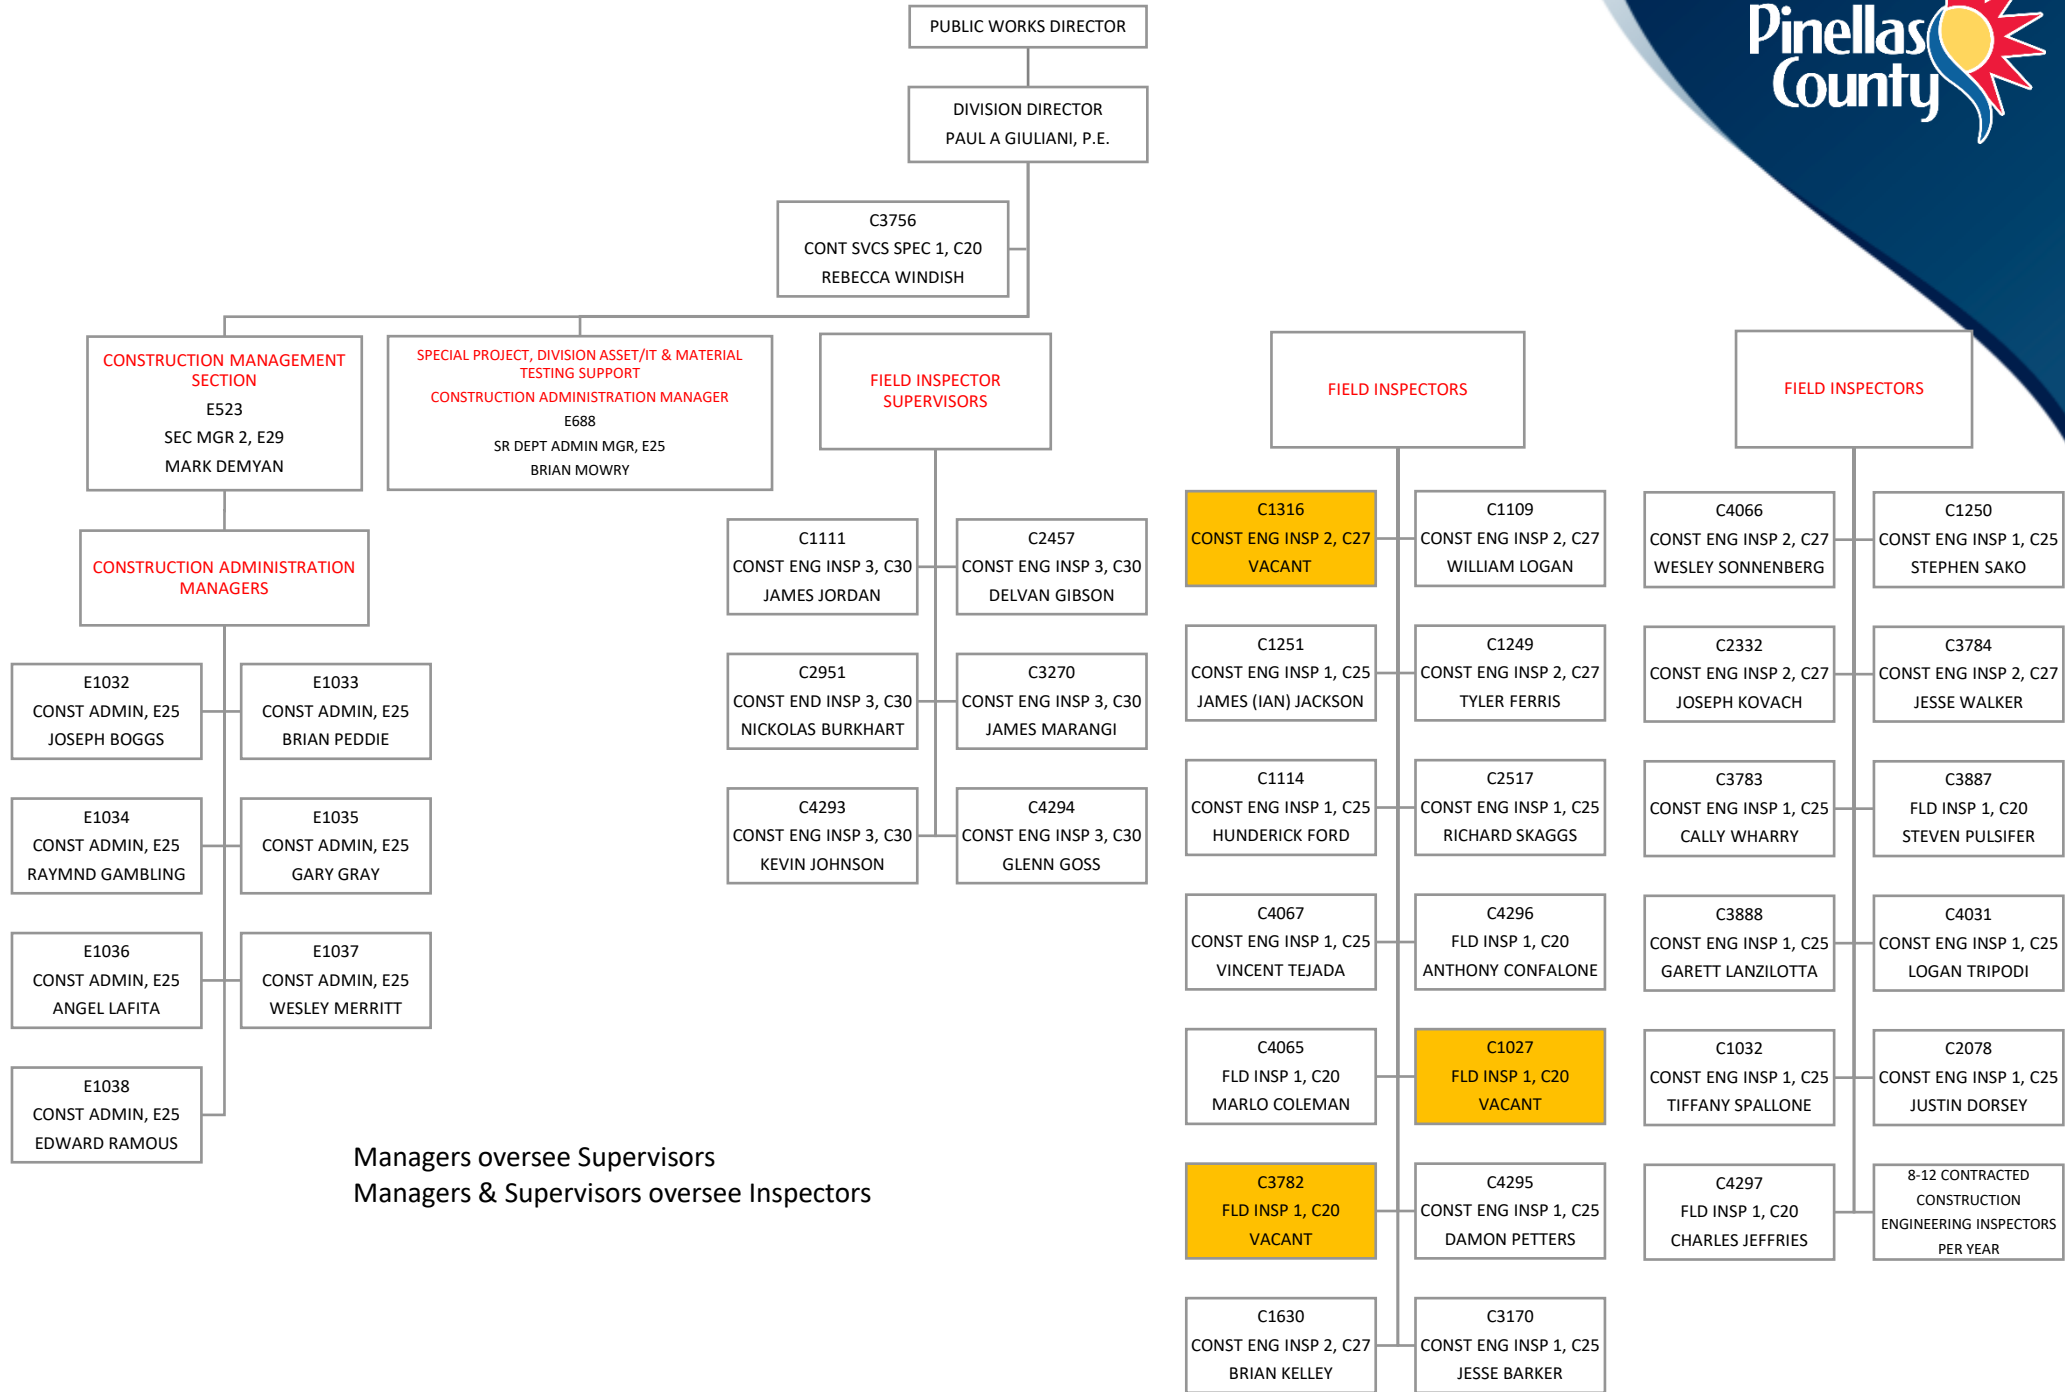 Pinellas
County
PUBLIC WORKS DIRECTOR
DIVISION DIRECTOR
PAUL A GIULIANI, P.E.
C3756
CONT SVCS SPEC 1, C20
REBECCA WINDISH
CONSTRUCTION MANAGEMENT
SECTION
E523
SEC MGR 2, E29
MARK DEMYAN
SPECIAL PROJECT, DIVISION ASSET/IT & MATERIAL
TESTING SUPPORT
CONSTRUCTION ADMINISTRATION MANAGER
E688
SR DEPT ADMIN MGR, E25
BRIAN MOWRY
FIELD INSPECTOR
SUPERVISORS
FIELD INSPECTORS
FIELD INSPECTORS
CONSTRUCTION ADMINISTRATION
MANAGERS
E1032
CONST ADMIN, E25
JOSEPH BOGGS
E1033
CONST ADMIN, E25
BRIAN PEDDIE
E1034
CONST ADMIN, E25
RAYMND GAMBLING
E1035
CONST ADMIN, E25
GARY GRAY
E1036
CONST ADMIN, E25
ANGEL LAFITA
E1037
CONST ADMIN, E25
WESLEY MERRITT
E1038
CONST ADMIN, E25
EDWARD RAMOUS
C1111
CONST ENG INSP 3, C30
JAMES JORDAN
C2457
CONST ENG INSP 3, C30
DELVAN GIBSON
C2951
CONST END INSP 3, C30
NICKOLAS BURKHART
C3270
CONST ENG INSP 3, C30
JAMES MARANGI
C4293
CONST ENG INSP 3, C30
KEVIN JOHNSON
C4294
CONST ENG INSP 3, C30
GLENN GOSS
C1316
CONST ENG INSP 2, C27
VACANT
C1109
CONST ENG INSP 2, C27
WILLIAM LOGAN
C1251
CONST ENG INSP 1, C25
JAMES (IAN) JACKSON
C1249
CONST ENG INSP 2, C27
TYLER FERRIS
C1114
CONST ENG INSP 1, C25
HUNDERICK FORD
C2517
CONST ENG INSP 1, C25
RICHARD SKAGGS
C4067
CONST ENG INSP 1, C25
VINCENT TEJADA
C4296
FLD INSP 1, C20
ANTHONY CONFALONE
C4065
FLD INSP 1, C20
MARLO COLEMAN
C1027
FLD INSP 1, C20
VACANT
C3782
FLD INSP 1, C20
VACANT
C4295
CONST ENG INSP 1, C25
DAMON PETTERS
C1630
CONST ENG INSP 2, C27
BRIAN KELLEY
C3170
CONST ENG INSP 1, C25
JESSE BARKER
C4066
CONST ENG INSP 2, C27
WESLEY SONNENBERG
C1250
CONST ENG INSP 1, C25
STEPHEN SAKO
C2332
CONST ENG INSP 2, C27
JOSEPH KOVACH
C3784
CONST ENG INSP 2, C27
JESSE WALKER
C3783
CONST ENG INSP 1, C25
CALLY WHARRY
C3887
FLD INSP 1, C20
STEVEN PULSIFER
C3888
CONST ENG INSP 1, C25
GARETT LANZILOTTA
C4031
CONST ENG INSP 1, C25
LOGAN TRIPODI
C1032
CONST ENG INSP 1, C25
TIFFANY SPALLONE
C2078
CONST ENG INSP 1, C25
JUSTIN DORSEY
C4297
FLD INSP 1, C20
CHARLES JEFFRIES
8-12 CONTRACTED
CONSTRUCTION
ENGINEERING INSPECTORS
PER YEAR
Managers oversee Supervisors
Managers & Supervisors oversee Inspectors